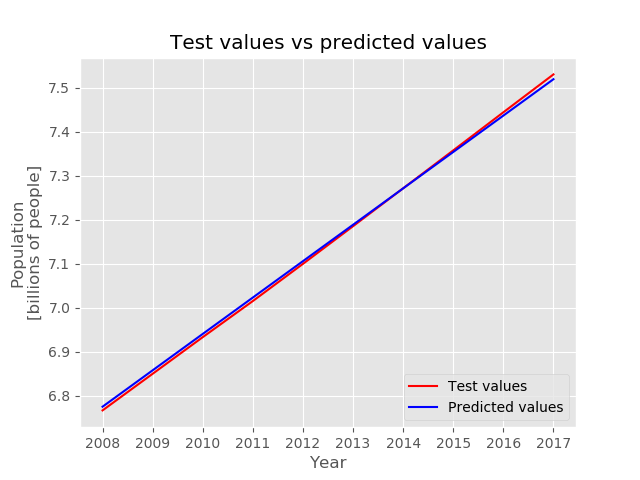 Test values vs predicted values
7.5
7.4
7.3
7.2
7.1
7.0
6.9
6.8
Population
[billions of people]
Test values
Predicted values
2008 2009 2010 2011 2012 2013 2014 2015 2016 2017
Year